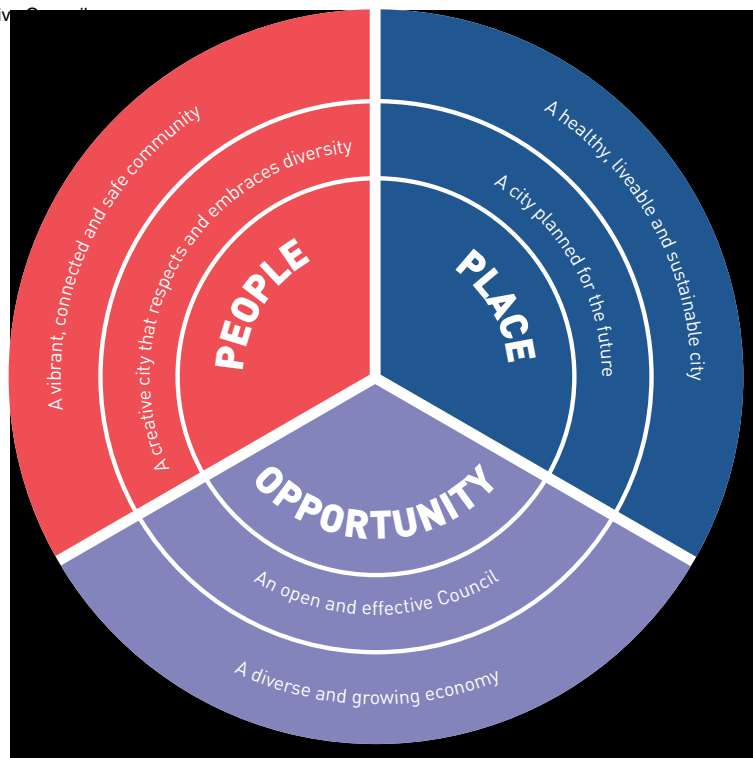 A vibrant, connected and safe community
A creative city that respects and embraces diversity
PEOPLE
A healthy, liveable and sustainable city
A city planned for the future
PLACE
OPPORTUNITY
An open and effective Council
A diverse and growing economy